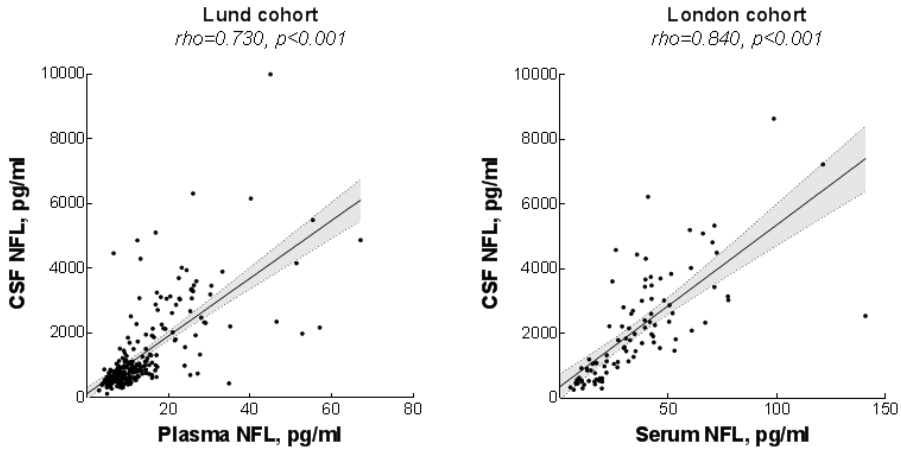 Lund cohort
rho=0.730, p<0.001
10000
8000
6000
4000
2000
0
0
20
40
60
80
CSF NFL, pg/ml
Plasma NFL, pg/ml
London cohort
rho=0.840, p<0.001
10000
8000
6000
4000
2000
0
50
100
150
CSF NFL, pg/ml
Serum NFL, pg/ml